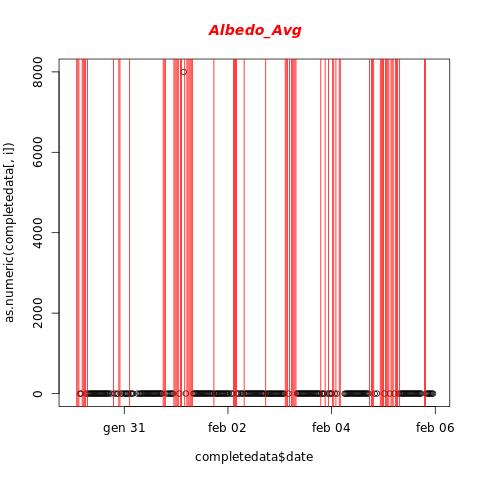 Albedo_Avg
as.numeric(completedata[, i])
8000
6000
4000
2000
0
gen 31
feb 02
feb 04
feb 06
completedata$date